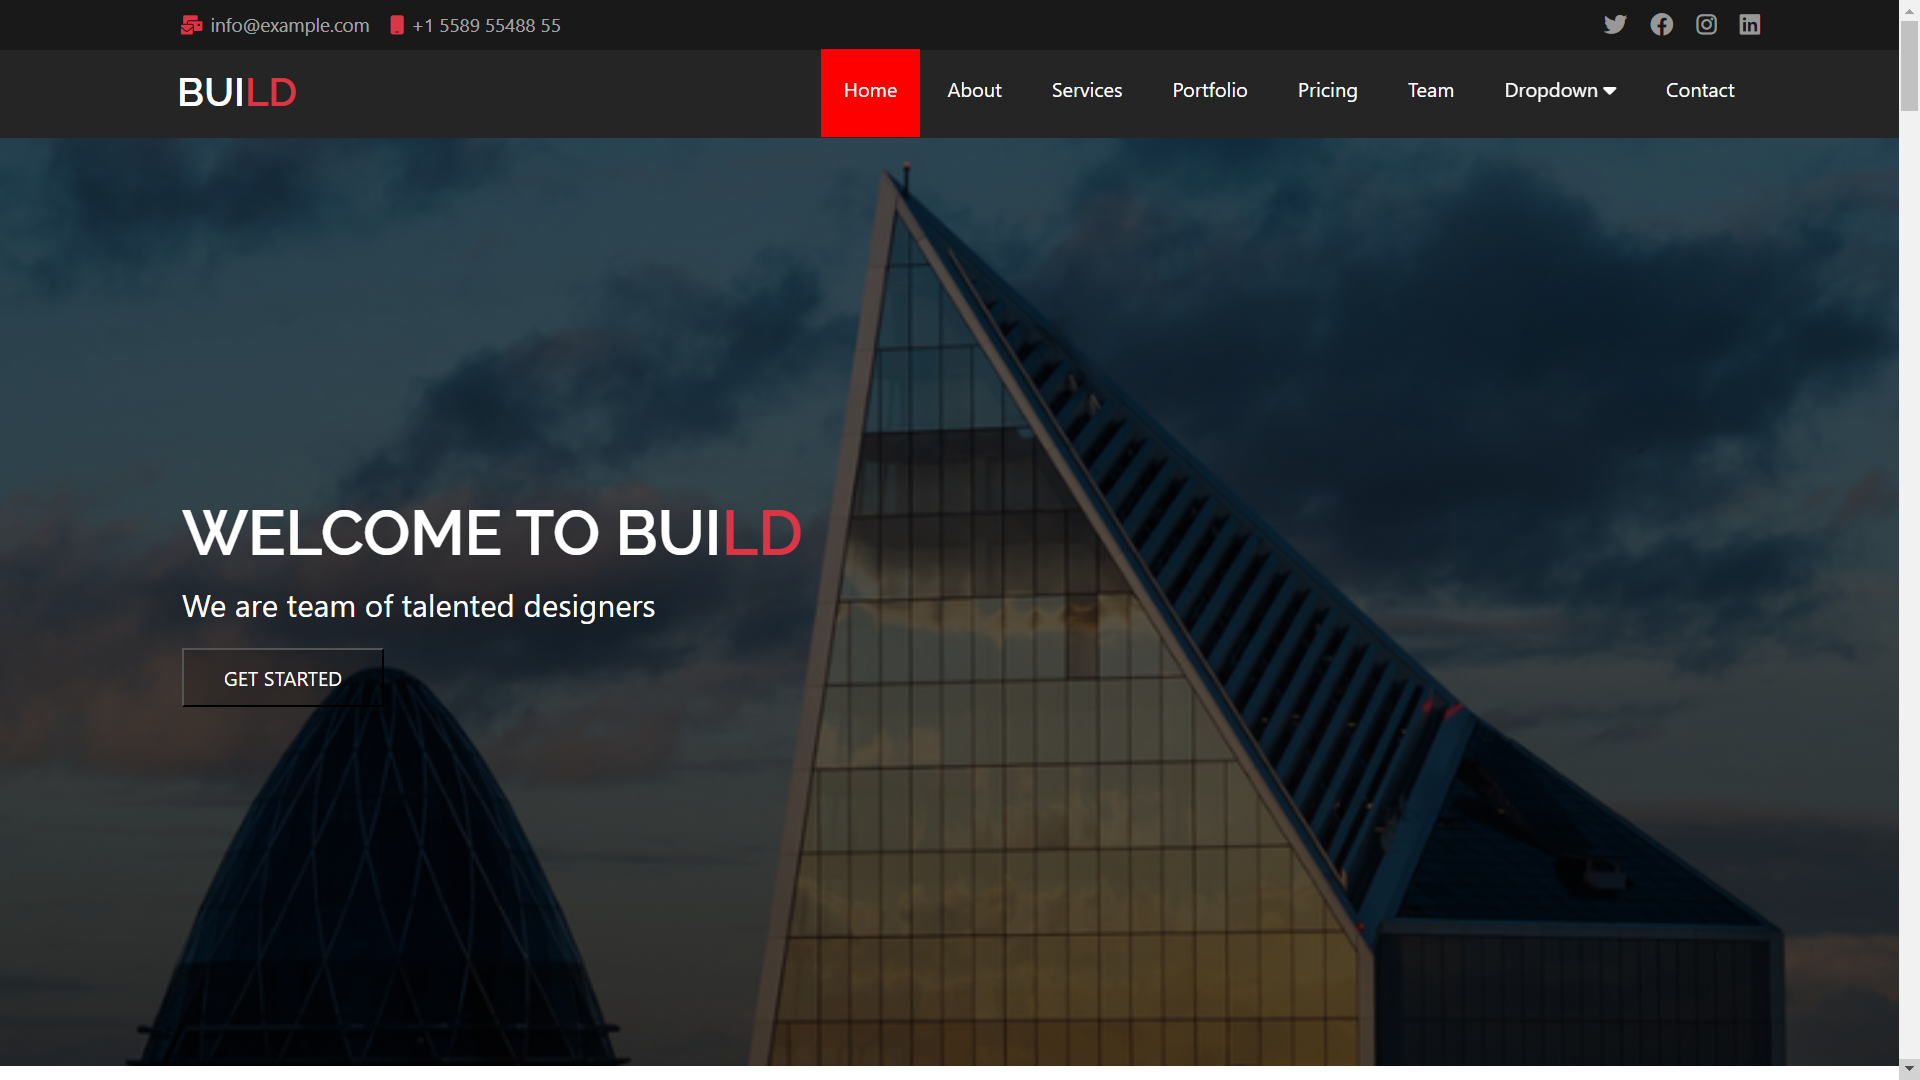 info@example.com +1 5589 55488 55
BUILD Home About Services Portfolio Pricing Team Dropdown Contact
WELCOME TO BUILD
We are team of talented designers
GET STARTED